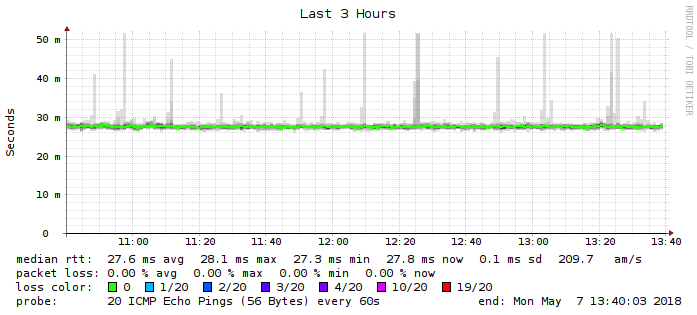 Last 3 Hours
RRDTOOL / TOBI OETIKER
Seconds
50 m
40 m
30 m
20 m
10 m
0
11:00 11:20 11:40 12:00 12:20 12:40 13:00 13:20 13:40
median rtt: 27.6 ms avg 28.1 ms max 27.3 ms min 27.8 ms now 0.1 ms sd 209.7 am/s
packet loss: 0.00 % avg 0.00 % max 0.00 % min 0.00 % now
loss color: 0 1/20 2/20 3/20 4/20 10/20 19/20
probe: 20 ICMP Echo Pings (56 Bytes) every 60s end: Mon May 7 13:40:03 2018